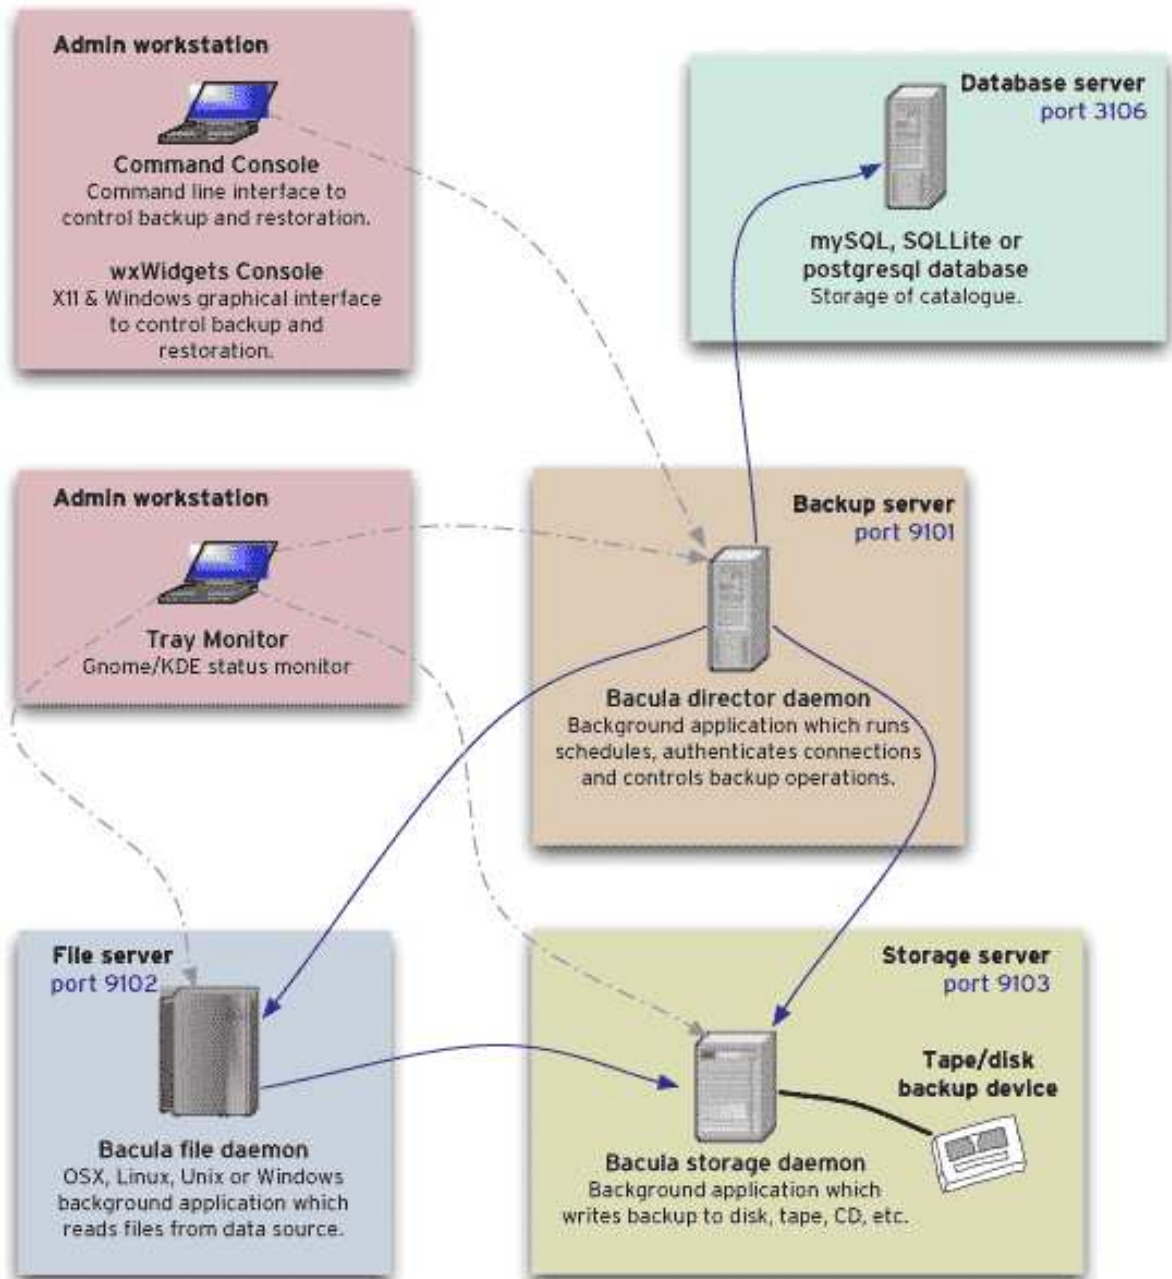 Admin workstation
Command Console
Command line interface to
control backup and restoration.
wxWidgets Console
X11 & Windows graphical interface
to control backup and
restoration.
Database server
port 3106
mySQL, SQLLite or
postgresql database
Storage of catalogue.
Admin workstation
Tray Monitor
Gnome/KDE status monitor
Backup server
port 9101
Bacula director daemon
Background application which runs
schedules, authenticates connections
and controls backup operations.
File server
port 9102
Bacula file daemon
OSX, Linux, Unix or Windows
background application which
reads files from data source.
Storage server
port 9103
Tape/disk
backup device
Bacula storage daemon
Background application which
writes backup to disk, tape, CD, etc.